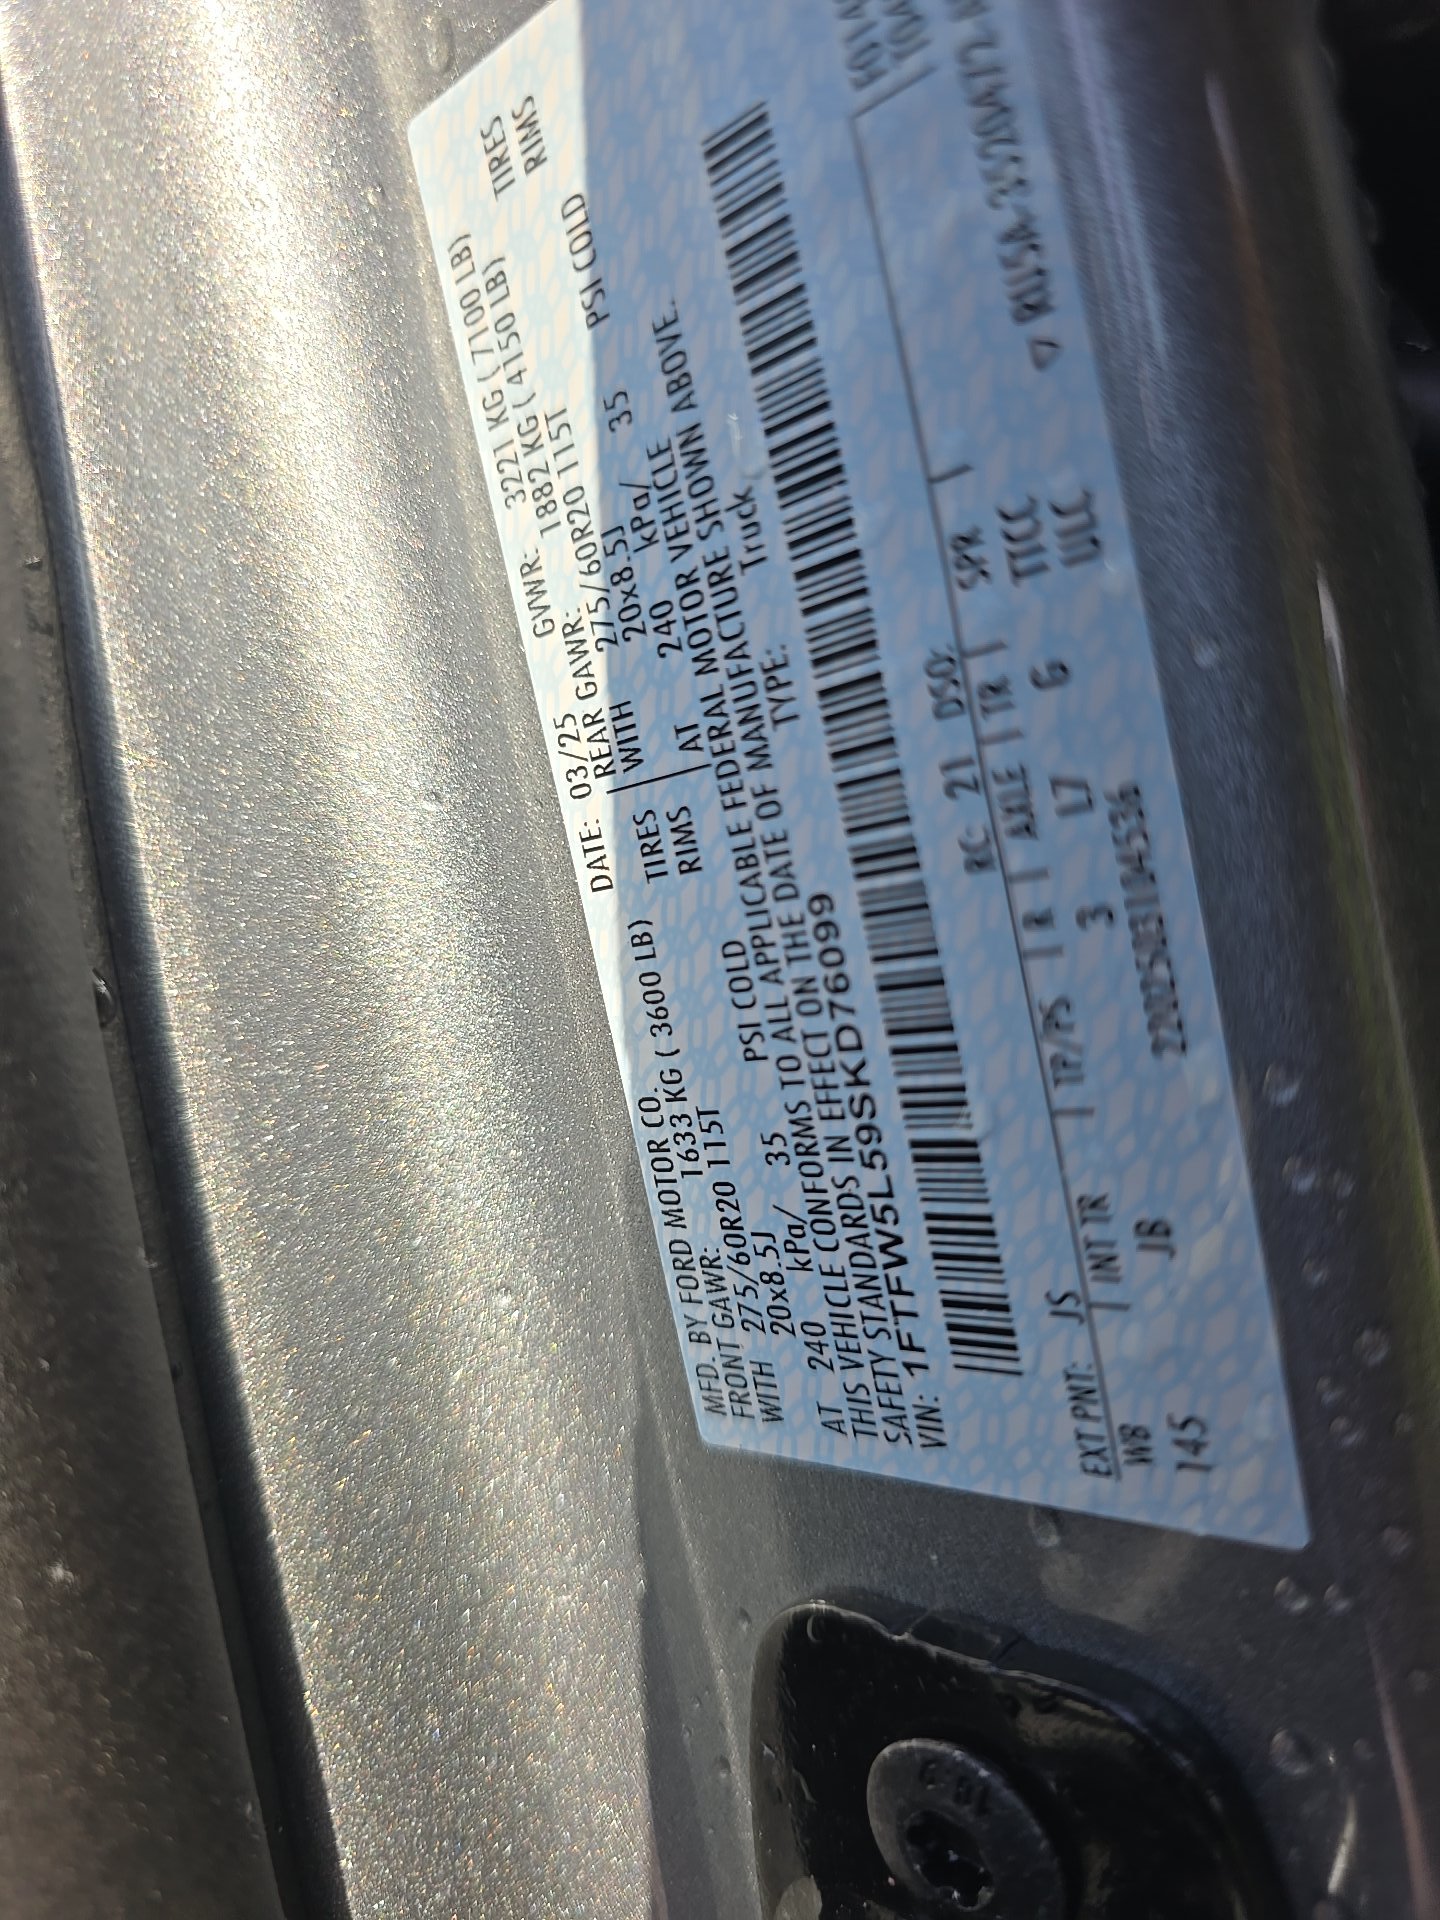 MFD. BY FORD MOTOR CO. DATE: 03/25 GVWR: 3221 KG ( 7100 LB)
FRONT GAWR: 1633 KG ( 3600 LB) REAR GAWR: 1882 KG ( 4150 LB)
WITH 275/60R20 115T TIRES WITH 275/60R20 115T TIRES
20x8.5J RIMS 20x8.5J RIMS
AT 240 kPa/ 35 PSI COLD AT 240 kPa/ 35 PSI COLD
THIS VEHICLE CONFORMS TO ALL APPLICABLE FEDERAL MOTOR VEHICLE
SAFETY STANDARDS IN EFFECT ON THE DATE OF MANUFACTURE SHOWN ABOVE.
VIN: 1FTFW5L59SKD76099 TYPE: Truck
EXT PNT: JS RC: 21 DSO:
WB INT TR TP/PS R AXLE TR SPR
145 JB 3 L7 6 TTCC
ULC